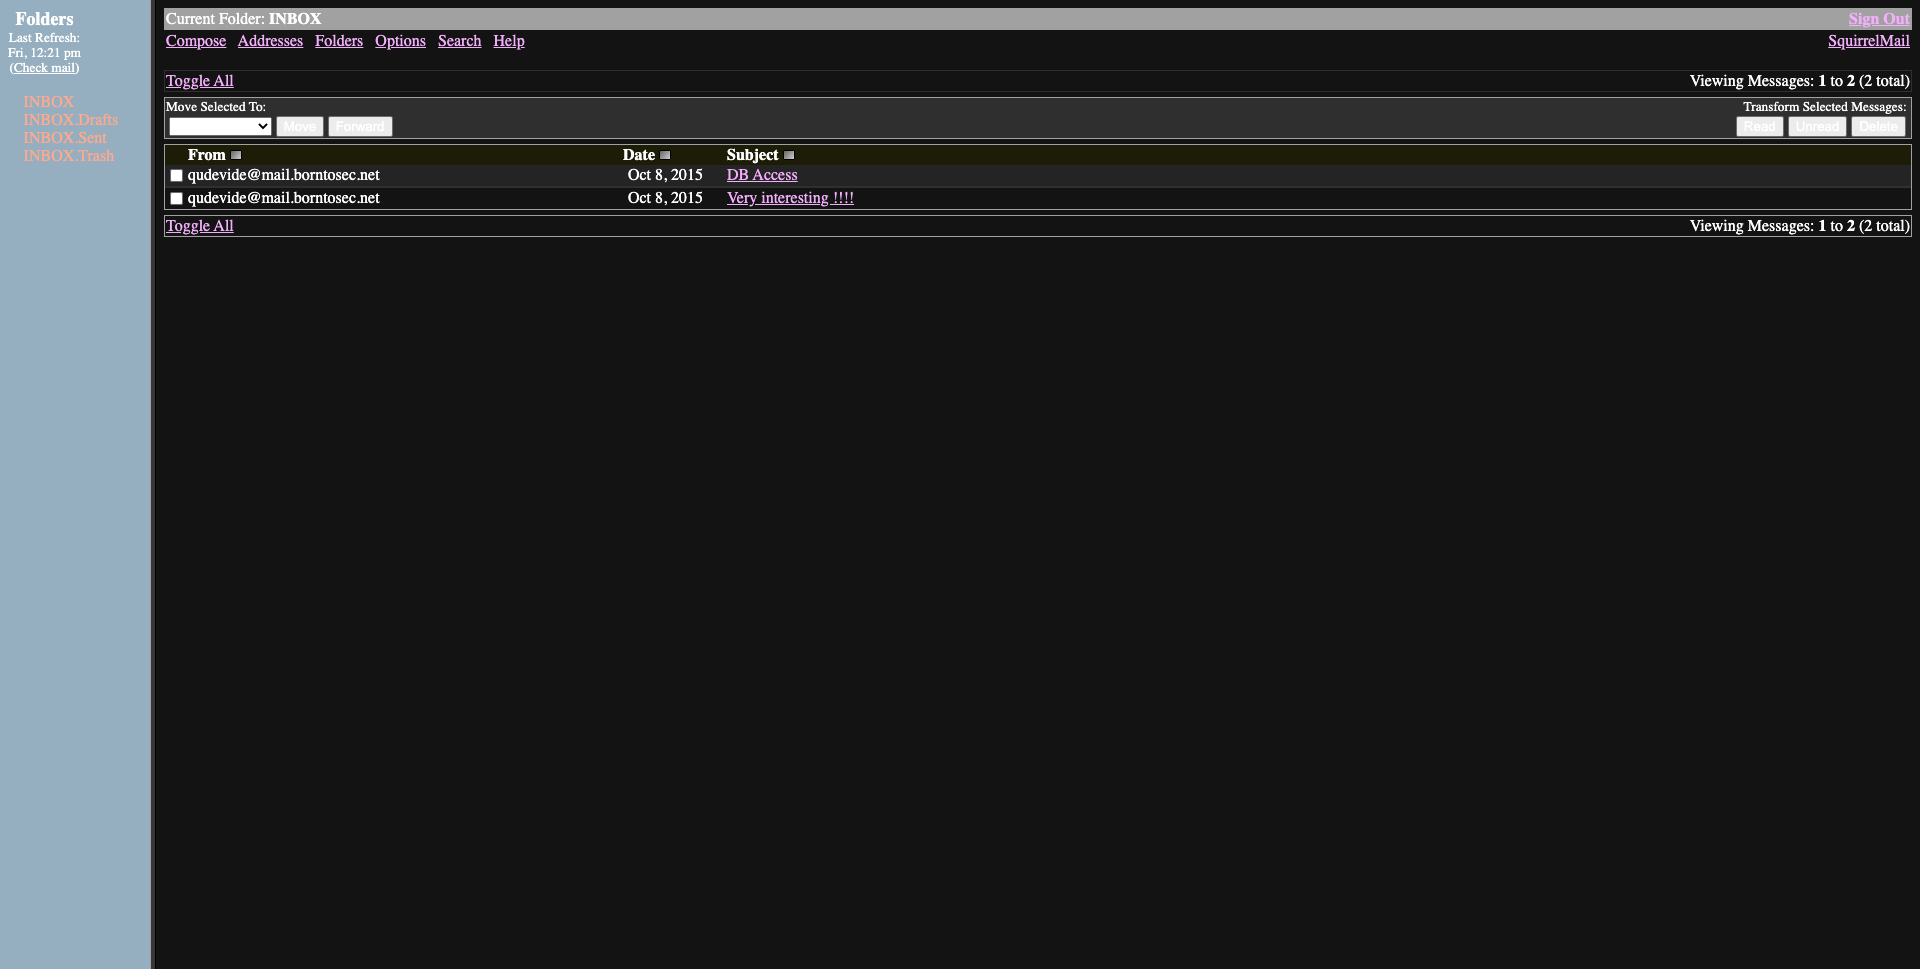 Folders
Last Refresh:
Fri, 12:21 pm
(Check mail)
INBOX
INBOX.Drafts
INBOX.Sent
INBOX.Trash
Current Folder: INBOX Sign Out
Compose Addresses Folders Options Search Help SquirrelMail
Toggle All Viewing Messages: 1 to 2 (2 total)
Move Selected To: Transform Selected Messages:
Move Forward Read Unread Delete
From Date Subject
qudevide@mail.borntosec.net Oct 8, 2015 DB Access
qudevide@mail.borntosec.net Oct 8, 2015 Very interesting !!!!
Toggle All Viewing Messages: 1 to 2 (2 total)